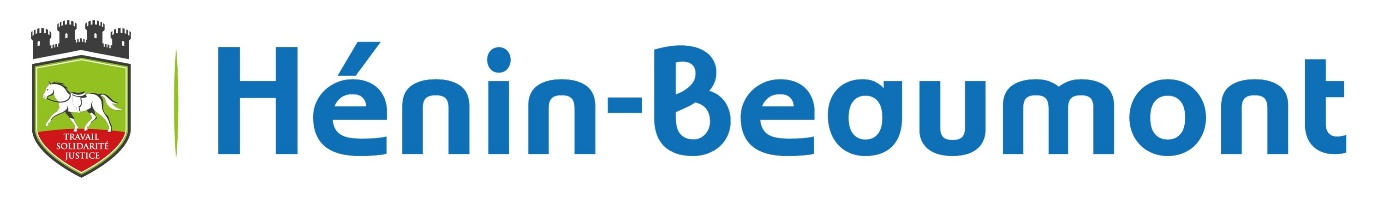 TRAVAIL
SOLIDARITÉ
JUSTICE
Hénin-Beaumont